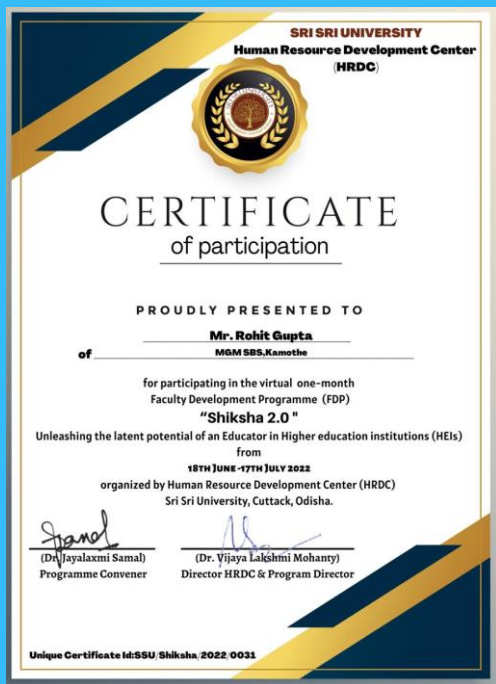 SRI SRI UNIVERSITY
Human Resource Development Center
(HRDC)
CERTIFICATE
of participation
PROUDLY PRESENTED TO
Mr. Rohit Gupta
of MGM SBS,Kamothe
for participating in the virtual one-month
Faculty Development Programme (FDP)
"Shiksha 2.0 "
Unleashing the latent potential of an Educator in Higher education institutions (HEIs)
from
18TH JUNE -17TH JULY 2022
organized by Human Resource Development Center (HRDC)
Sri Sri University, Cuttack, Odisha.
(Dr. Jayalaxmi Samal) (Dr. Vijaya Lakshmi Mohanty)
Programme Convener Director HRDC & Program Director
Unique Certificate Id:SSU/Shiksha/2022/0031